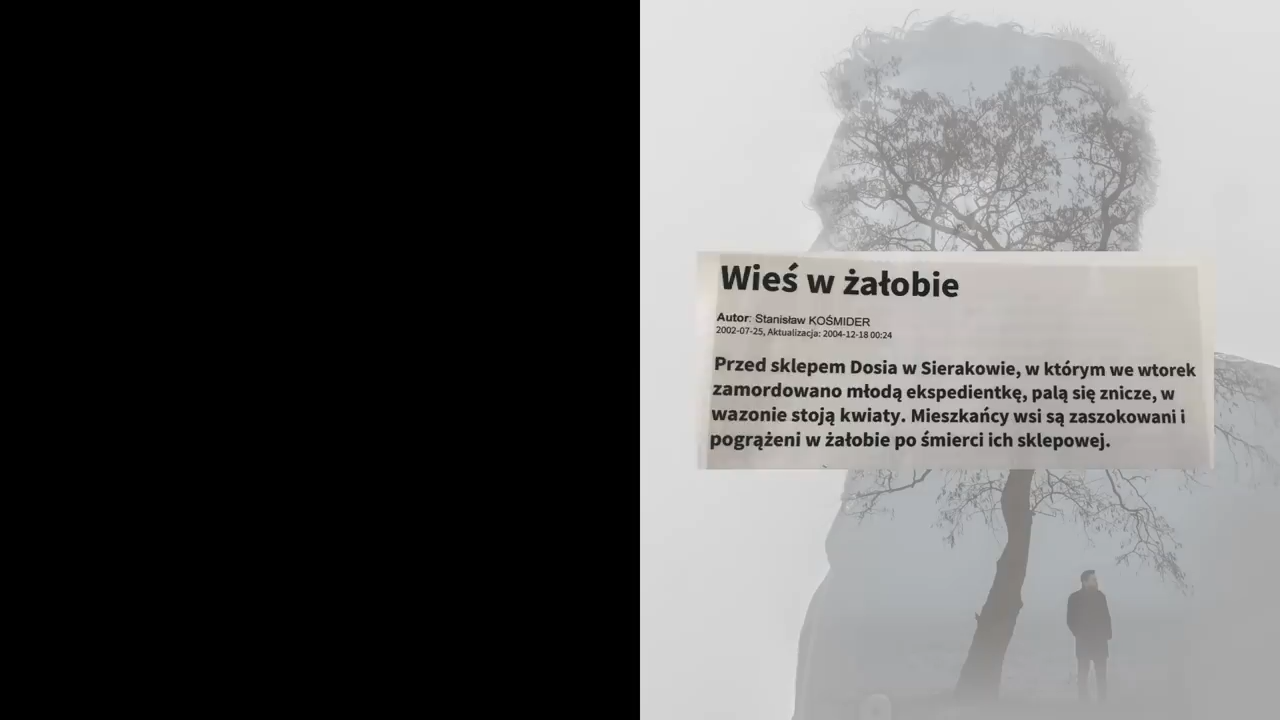 Wieś w żałobie
Autor: Stanisław KOŚMIDER
2002-07-25, Aktualizacja: 2004-12-18 00:24
Przed sklepem Dosia w Sierakowie, w którym we wtorek
zamordowano młodą ekspedientkę, palą się znicze, w
wazonie stoją kwiaty. Mieszkańcy wsi są zaszokowani i
pogrążeni w żałobie po śmierci ich sklepowej.